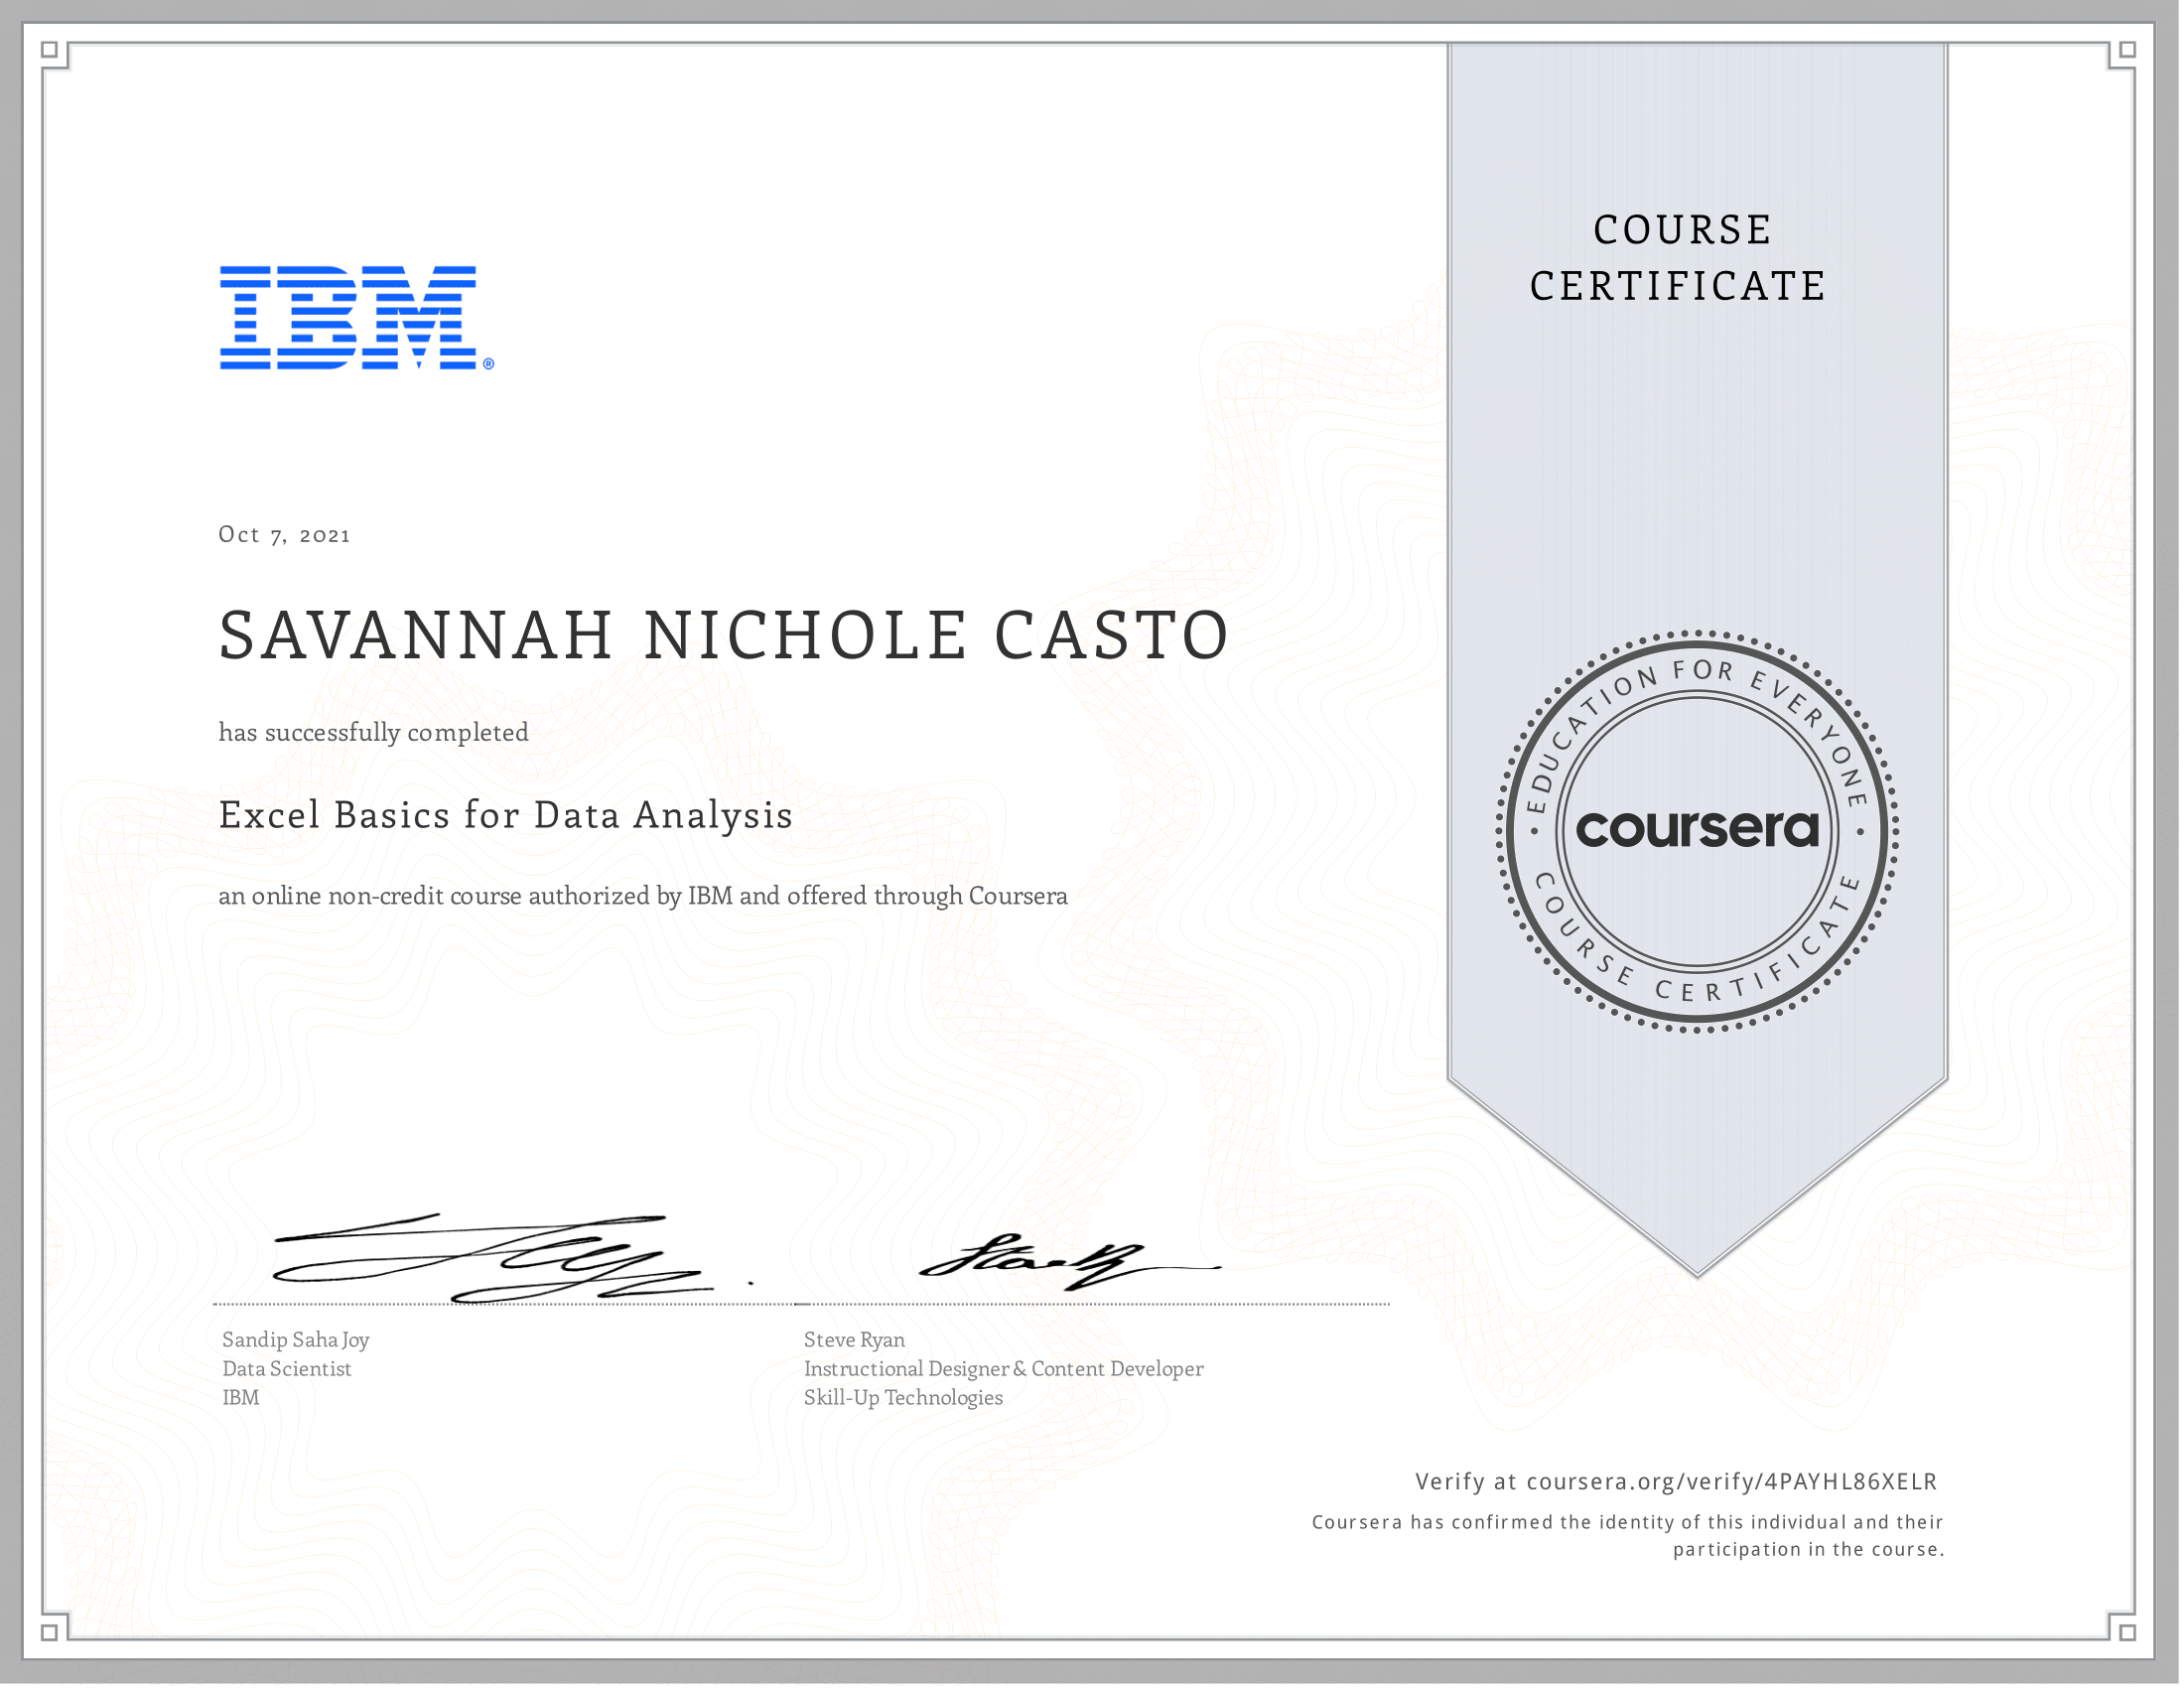 COURSE
CERTIFICATE
IBM®
Oct 7, 2021
SAVANNAH NICHOLE CASTO
has successfully completed
Excel Basics for Data Analysis
an online non-credit course authorized by IBM and offered through Coursera
EDUCATION FOR EVERYONE
coursera
COURSE CERTIFICATE
Sandip Saha Joy
Data Scientist
IBM
Steve Ryan
Instructional Designer & Content Developer
Skill-Up Technologies
Verify at coursera.org/verify/4PAYHL86XELR
Coursera has confirmed the identity of this individual and their
participation in the course.